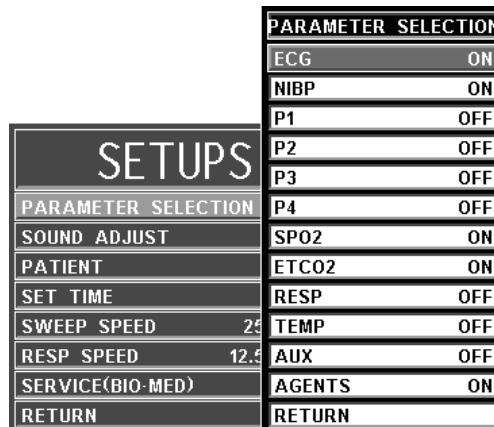 SETUPS
PARAMETER SELECTION
SOUND ADJUST
PATIENT
SET TIME
SWEEP SPEED 25
RESP SPEED 12.5
SERVICE(BIO-MED)
RETURN
PARAMETER SELECTION
ECG ON
NIBP ON
P1 OFF
P2 OFF
P3 OFF
P4 OFF
SPO2 ON
ETCO2 ON
RESP OFF
TEMP OFF
AUX OFF
AGENTS ON
RETURN